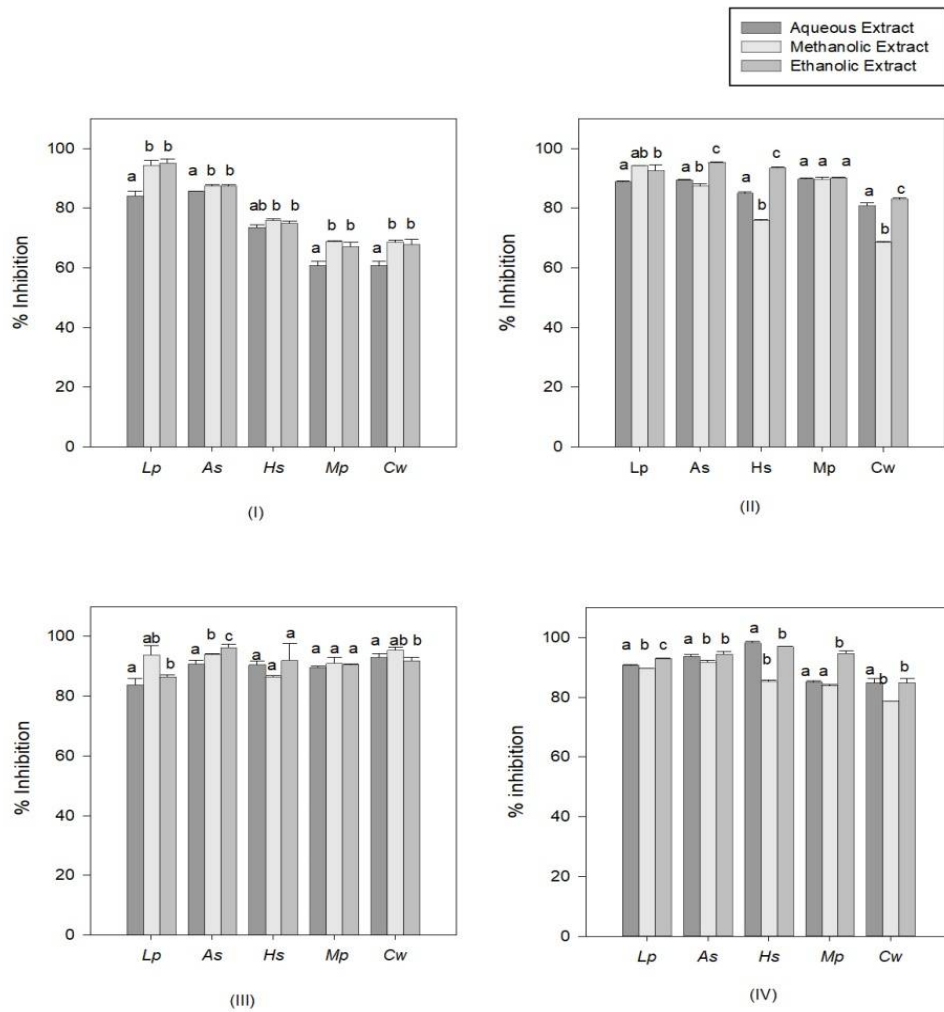 Aqueous Extract
Methanolic Extract
Ethanolic Extract
% Inhibition
100
80
60
40
20
0
a b b a b b ab b b a b b a b b
Lp As Hs Mp Cw
(I)
% Inhibition
100
80
60
40
20
0
a ab b a b c a b c a a a a b c
Lp As Hs Mp Cw
(II)
% Inhibition
100
80
60
40
20
0
a ab b a b c a a a a a a a ab b
Lp As Hs Mp Cw
(III)
% inhibition
100
80
60
40
20
0
a b c a b b a b b a a b a b b
Lp As Hs Mp Cw
(IV)